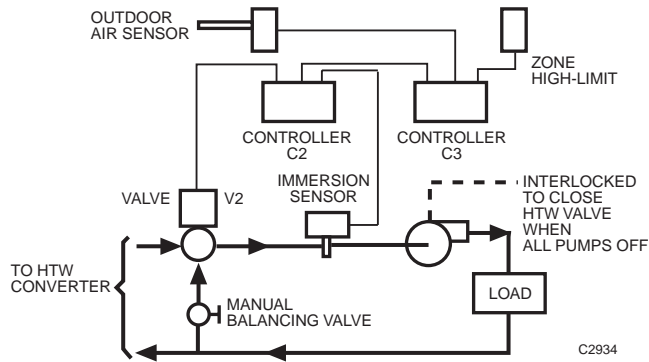 OUTDOOR
AIR SENSOR
ZONE
HIGH-LIMIT
CONTROLLER
C2
CONTROLLER
C3
IMMERSION
SENSOR
VALVE V2
INTERLOCKED
TO CLOSE
HTW VALVE
WHEN
ALL PUMPS OFF
TO HTW
CONVERTER
LOAD
MANUAL
BALANCING VALVE
C2934